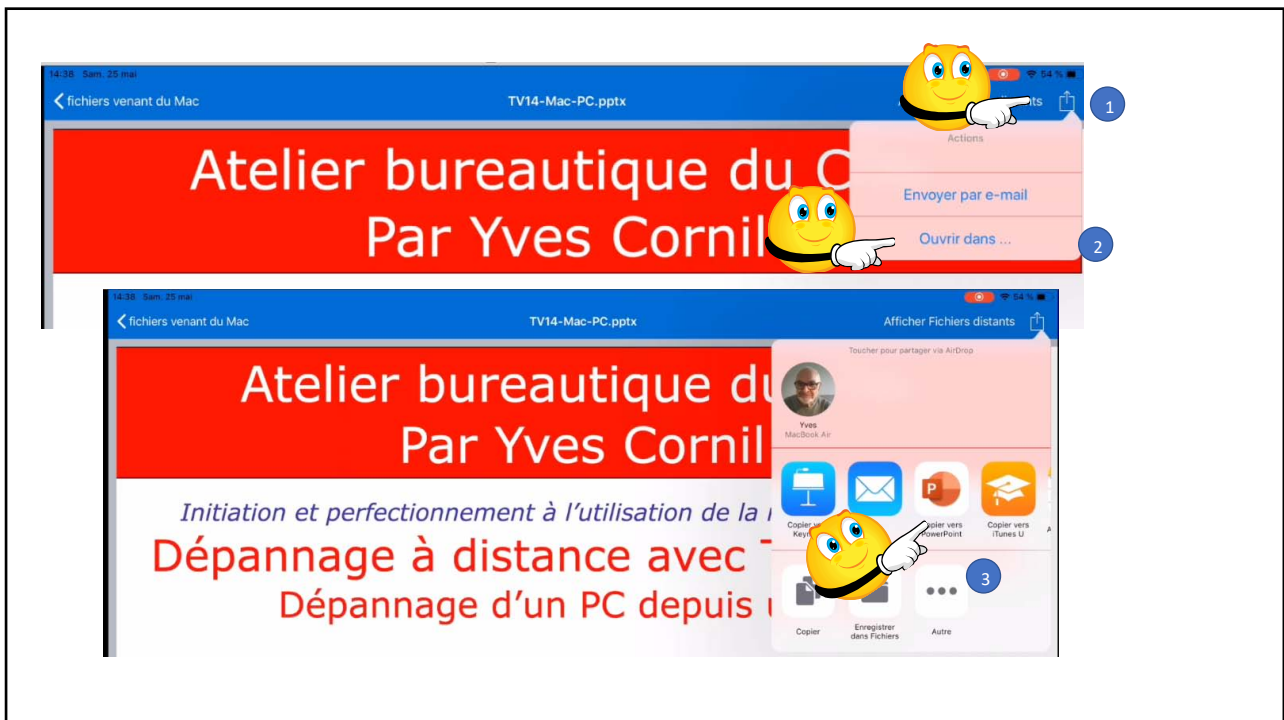 14:38 Sam. 25 mai
54 %
fichiers venant du Mac
TV14-Mac-PC.pptx
nts
1
Actions
Envoyer par e-mail
Ouvrir dans ...
2
Atelier bureautique du C
Par Yves Cornil
14:38 Sam. 25 mai
54 %
fichiers venant du Mac
TV14-Mac-PC.pptx
Afficher Fichiers distants
Toucher pour partager via AirDrop
Yves
MacBook Air
Atelier bureautique du
Par Yves Cornil
Initiation et perfectionnement à l'utilisation de la
Dépannage à distance avec T
Dépannage d'un PC depuis
Copier vers
PowerPoint
Copier vers
iTunes U
3
Copier
Enregistrer
dans Fichiers
Autre